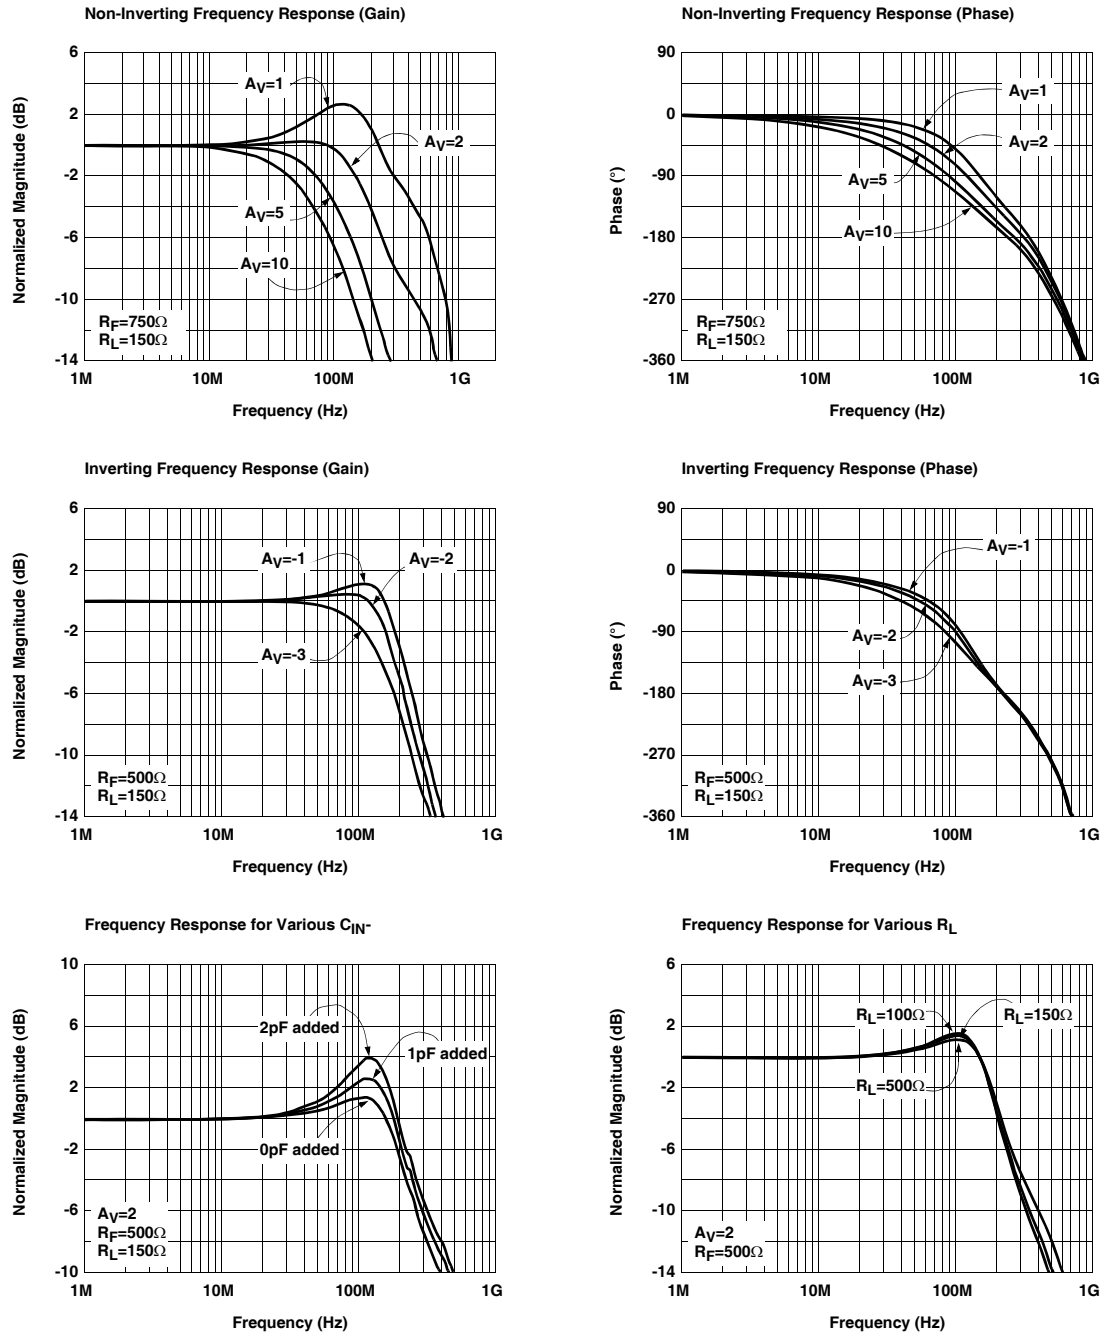 Non-Inverting Frequency Response (Gain)
6
2
0
-2
-6
-10
-14
Normalized Magnitude (dB)
AV=1
AV=2
AV=5
AV=10
RF=750Ω
RL=150Ω
1M
10M
100M
1G
Frequency (Hz)
Non-Inverting Frequency Response (Phase)
90
0
-90
-180
-270
-360
Phase (°)
AV=1
AV=2
AV=5
AV=10
RF=750Ω
RL=150Ω
1M
10M
100M
1G
Frequency (Hz)
Inverting Frequency Response (Gain)
6
2
0
-2
-6
-10
-14
Normalized Magnitude (dB)
AV=-1
AV=-2
AV=-3
RF=500Ω
RL=150Ω
1M
10M
100M
1G
Frequency (Hz)
Inverting Frequency Response (Phase)
90
0
-90
-180
-270
-360
Phase (°)
AV=-1
AV=-2
AV=-3
RF=500Ω
RL=150Ω
1M
10M
100M
1G
Frequency (Hz)
Frequency Response for Various CIN-
10
6
2
0
-2
-6
-10
Normalized Magnitude (dB)
2pF added
1pF added
0pF added
AV=2
RF=500Ω
RL=150Ω
1M
10M
100M
1G
Frequency (Hz)
Frequency Response for Various RL
6
2
0
-2
-6
-10
-14
Normalized Magnitude (dB)
RL=100Ω
RL=150Ω
RL=500Ω
AV=2
RF=500Ω
1M
10M
100M
1G
Frequency (Hz)